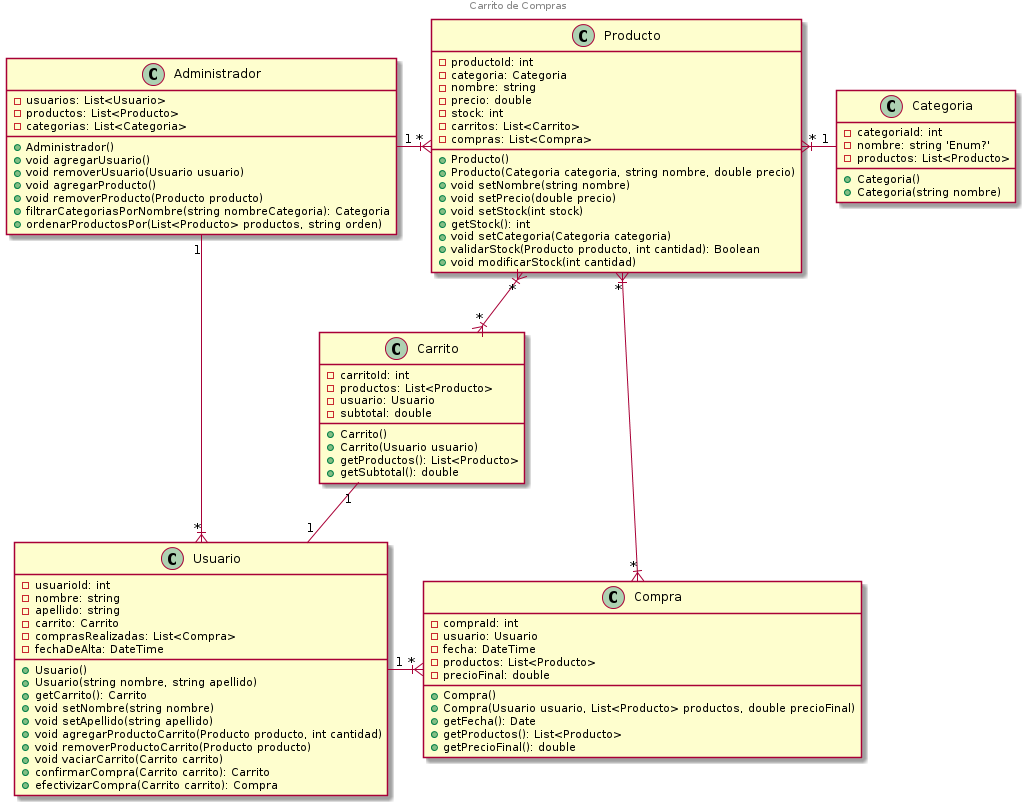 Carrito de Compras
C Producto
productoId: int
categoria: Categoria
nombre: string
precio: double
stock: int
carritos: List<Carrito>
compras: List<Compra>
Producto()
Producto(Categoria categoria, string nombre, double precio)
void setNombre(string nombre)
void setPrecio(double precio)
void setStock(int stock)
getStock(): int
void setCategoria(Categoria categoria)
validarStock(Producto producto, int cantidad): Boolean
void modificarStock(int cantidad)
C Administrador
usuarios: List<Usuario>
productos: List<Producto>
categorias: List<Categoria>
Administrador()
void agregarUsuario()
void removerUsuario(Usuario usuario)
void agregarProducto()
void removerProducto(Producto producto)
filtrarCategoriasPorNombre(string nombreCategoria): Categoria
ordenarProductosPor(List<Producto> productos, string orden)
1 *
* 1
C Categoria
categoriaId: int
nombre: string 'Enum?'
productos: List<Producto>
Categoria()
Categoria(string nombre)
1
*
*
*
C Carrito
carritoId: int
productos: List<Producto>
usuario: Usuario
subtotal: double
Carrito()
Carrito(Usuario usuario)
getProductos(): List<Producto>
getSubtotal(): double
1
1
*
*
C Usuario
usuarioId: int
nombre: string
apellido: string
carrito: Carrito
comprasRealizadas: List<Compra>
fechaDeAlta: DateTime
Usuario()
Usuario(string nombre, string apellido)
getCarrito(): Carrito
void setNombre(string nombre)
void setApellido(string apellido)
void agregarProductoCarrito(Producto producto, int cantidad)
void removerProductoCarrito(Producto producto)
void vaciarCarrito(Carrito carrito)
confirmarCompra(Carrito carrito): Carrito
efectivizarCompra(Carrito carrito): Compra
1 *
C Compra
compraId: int
usuario: Usuario
fecha: DateTime
productos: List<Producto>
precioFinal: double
Compra()
Compra(Usuario usuario, List<Producto> productos, double precioFinal)
getFecha(): Date
getProductos(): List<Producto>
getPrecioFinal(): double